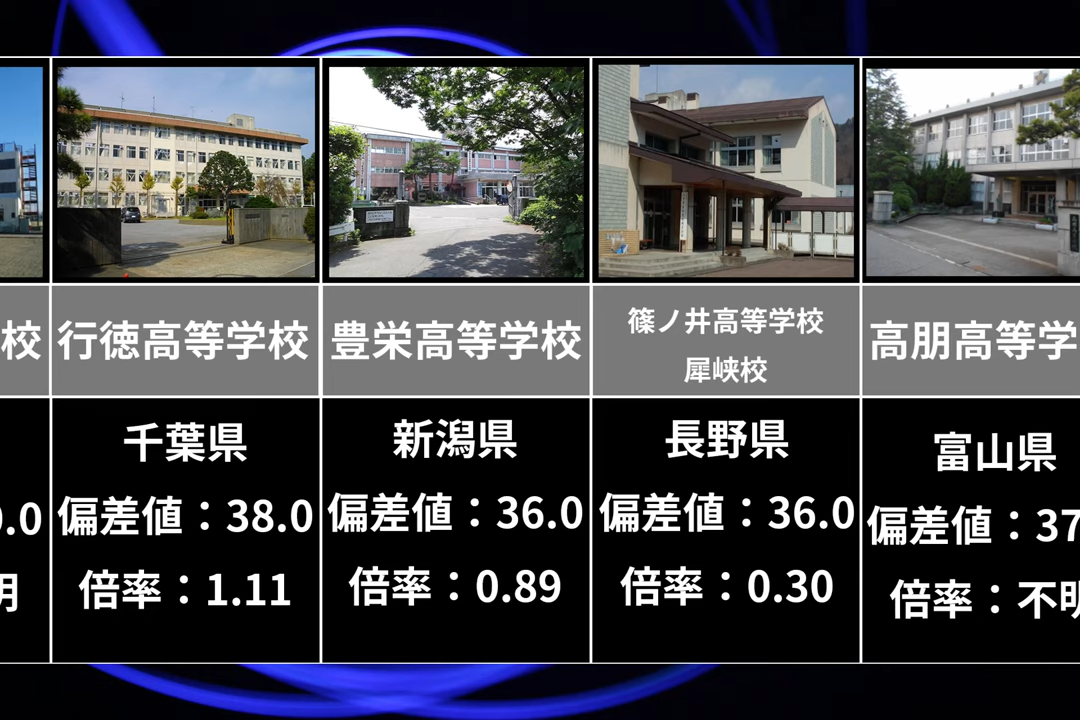 校
行徳高等学校
豊栄高等学校
篠ノ井高等学校
犀峡校
高朋高等学
千葉県
偏差値：38.0
倍率：1.11
新潟県
偏差値：36.0
倍率：0.89
長野県
偏差値：36.0
倍率：0.30
富山県
偏差値：37
倍率：不明